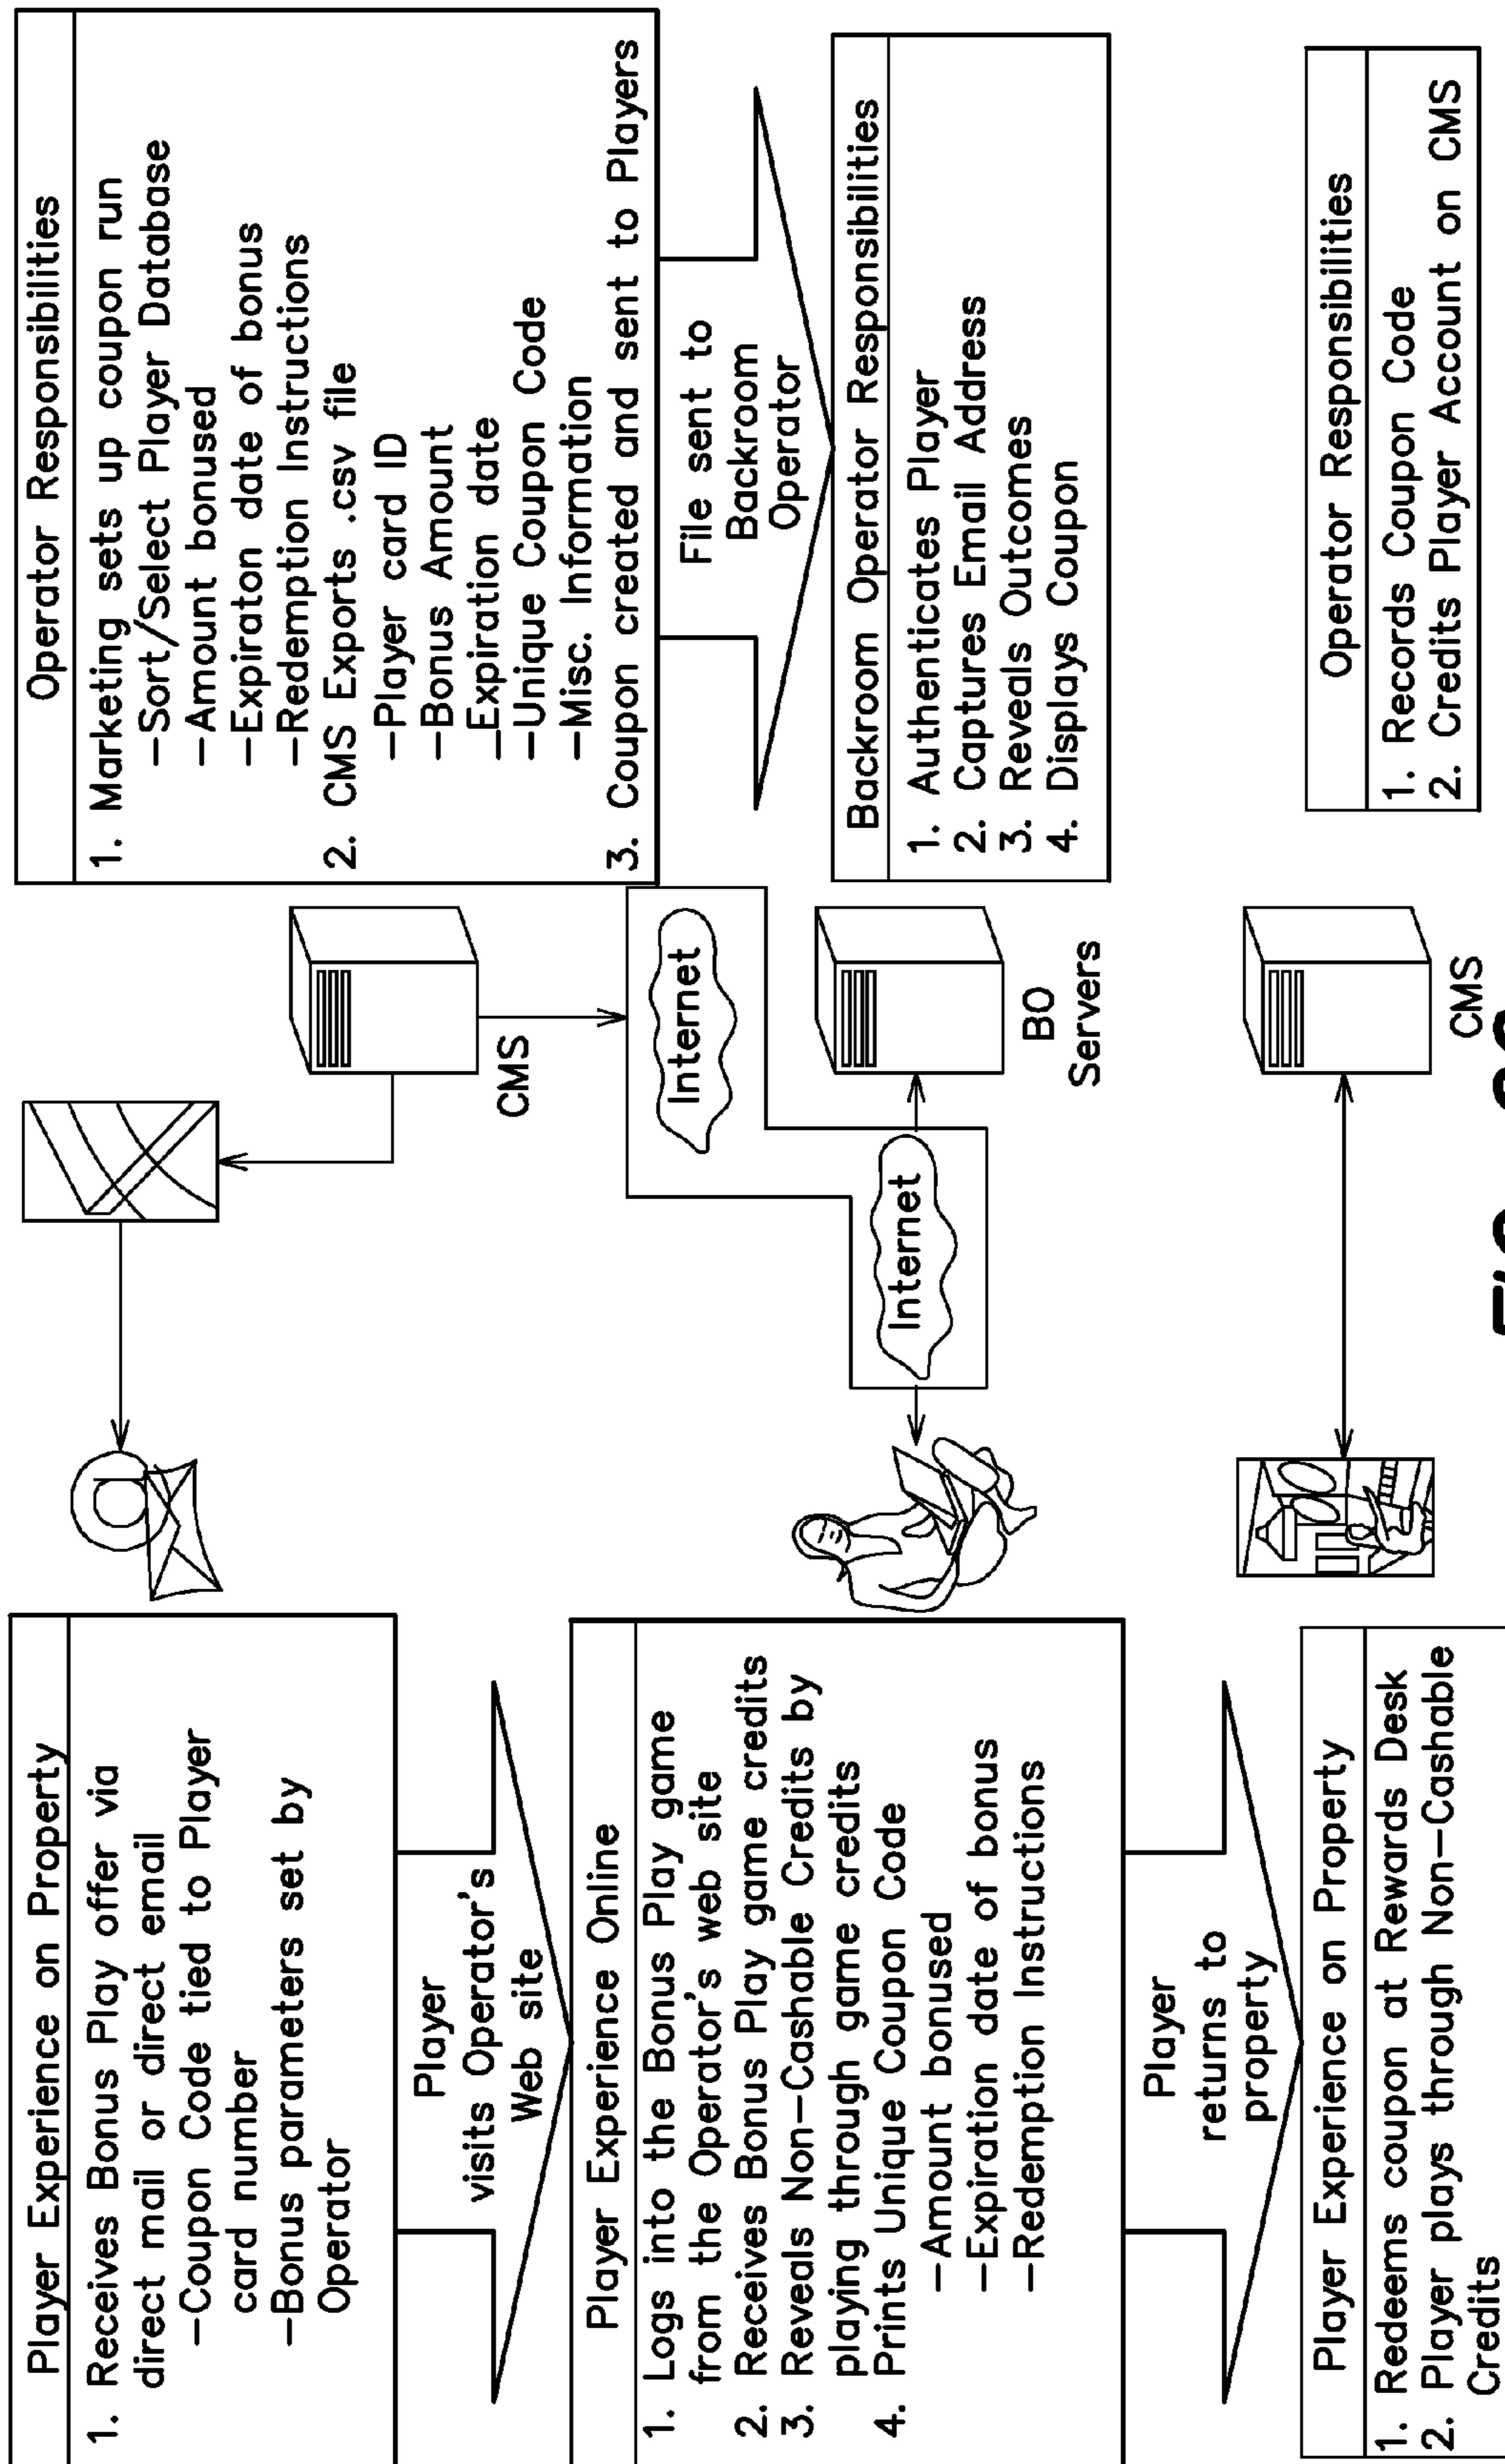 Player Experience on Property
1. Receives Bonus Play offer via
direct mail or direct email
-Coupon Code tied to Player
card number
-Bonus parameters set by
Operator
Player
visits Operator's
Web site
Player Experience Online
1. Logs into the Bonus Play game
from the Operator's web site
2. Receives Bonus Play game credits
3. Reveals Non-Cashable Credits by
playing through game credits
4. Prints Unique Coupon Code
-Amount bonused
-Expiration date of bonus
-Redemption Instructions
Player
returns to
property
Player Experience on Property
1. Redeems coupon at Rewards Desk
2. Player plays through Non-Cashable
Credits
CMS
Internet
Internet
BO
Servers
CMS
Operator Responsibilities
1. Marketing sets up coupon run
-Sort/Select Player Database
-Amount bonused
-Expiraton date of bonus
-Redemption Instructions
2. CMS Exports .csv file
-Player card ID
-Bonus Amount
-Expiration date
-Unique Coupon Code
-Misc. Information
3. Coupon created and sent to Players
File sent to
Backroom
Operator
Backroom Operator Responsibilities
1. Authenticates Player
2. Captures Email Address
3. Reveals Outcomes
4. Displays Coupon
Operator Responsibilities
1. Records Coupon Code
2. Credits Player Account on CMS